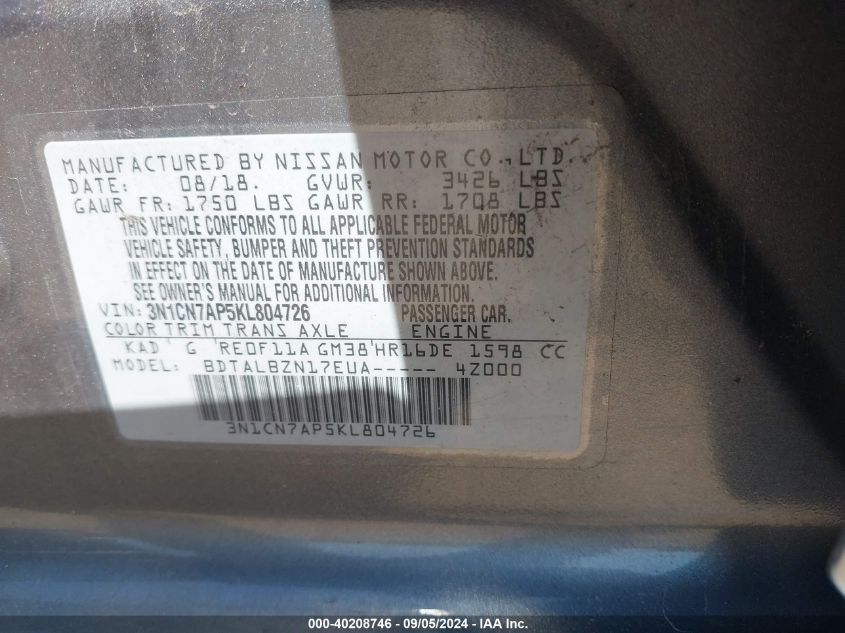 MANUFACTURED BY NISSAN MOTOR CO.,LTD.
DATE: 08/18. GVWR: 3426 LBS
GAWR FR: 1750 LBS GAWR RR: 1708 LBS
THIS VEHICLE CONFORMS TO ALL APPLICABLE FEDERAL MOTOR
VEHICLE SAFETY, BUMPER AND THEFT PREVENTION STANDARDS
IN EFFECT ON THE DATE OF MANUFACTURE SHOWN ABOVE.
SEE OWNER'S MANUAL FOR ADDITIONAL INFORMATION.
VIN: 3N1CN7AP5KL804726 PASSENGER CAR.
COLOR TRIM TRANS AXLE ENGINE
KAD G RE0F11A GM38 HR16DE 1598 CC
MODEL: BDTALBZN17EUA----- 4Z000
3N1CN7AP5KL804726
000-40208746 - 09/05/2024 - IAA Inc.